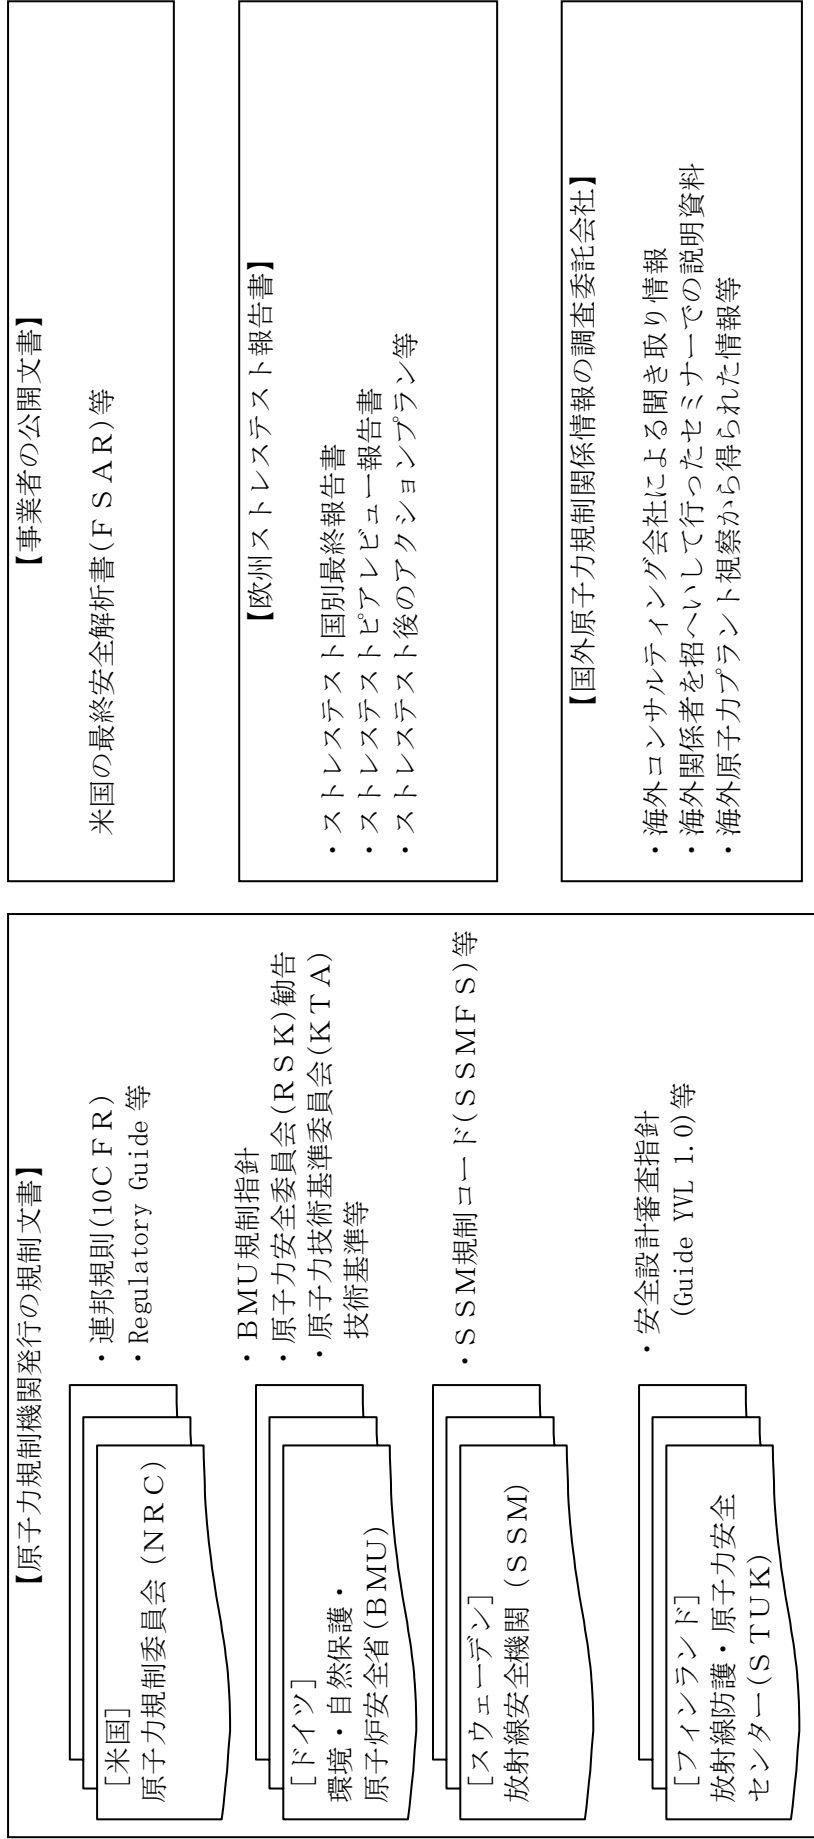 【原子力規制機関発行の規制文書】
[米国]
原子力規制委員会（ＮＲＣ）
・連邦規則(10ＣＦＲ)
・Regulatory Guide 等
[ドイツ]
環境・自然保護・
原子炉安全省(ＢＭＵ)
・ＢＭＵ規制指針
・原子力安全委員会(ＲＳＫ)勧告
・原子力技術基準委員会(ＫＴＡ)
技術基準等
[スウェーデン]
放射線安全機関（ＳＳＭ）
・ＳＳＭ規制コード(ＳＳＭＦＳ)等
[フィンランド]
放射線防護・原子力安全
センター(ＳＴＵＫ)
・安全設計審査指針
(Guide YVL 1.0)等
【事業者の公開文書】
米国の最終安全解析書(ＦＳＡＲ)等
【欧州ストレステスト報告書】
・ストレステスト国別最終報告書
・ストレステストピアレビュー報告書
・ストレステスト後のアクションプラン等
【国外原子力規制関係情報の調査委託会社】
・海外コンサルティング会社による聞き取り情報
・海外関係者を招へいして行ったセミナーでの説明資料
・海外原子力プラント視察から得られた情報等